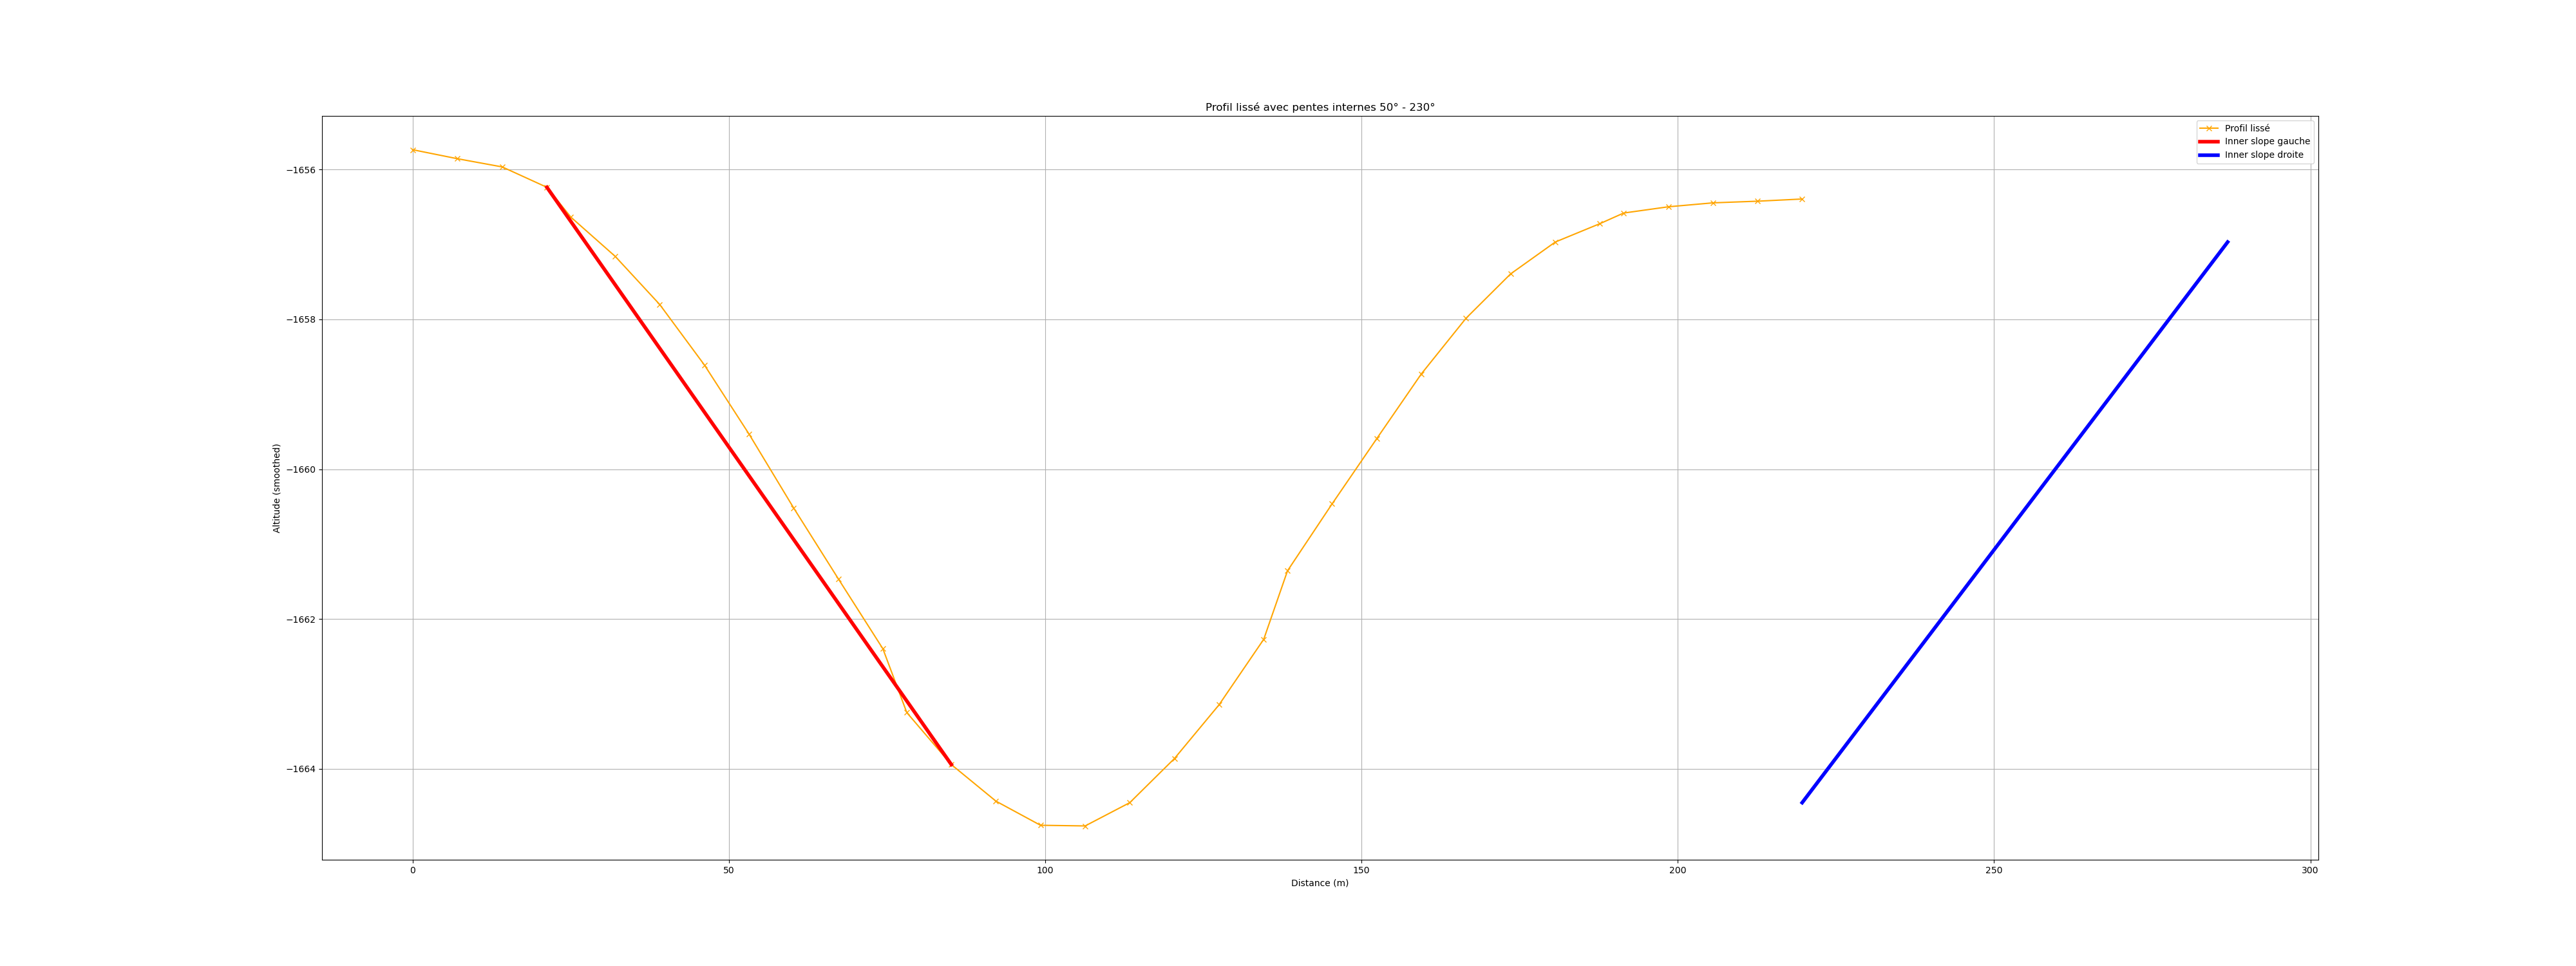 Profil lissé avec pentes internes 50° - 230°
Profil lissé
Inner slope gauche
Inner slope droite
Altitude (smoothed)
−1656
−1658
−1660
−1662
−1664
0 50 100 150 200 250 300
Distance (m)